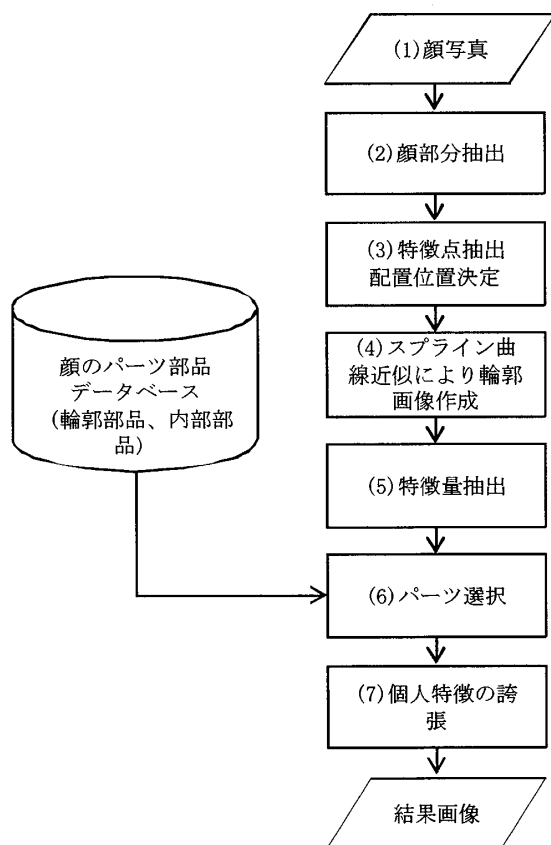 (1)顔写真
(2)顔部分抽出
(3)特徴点抽出
配置位置決定
顔のパーツ部品
データベース
(輪郭部品、内部部
品)
(4)スプライン曲
線近似により輪郭
画像作成
(5)特徴量抽出
(6)パーツ選択
(7)個人特徴の誇
張
結果画像